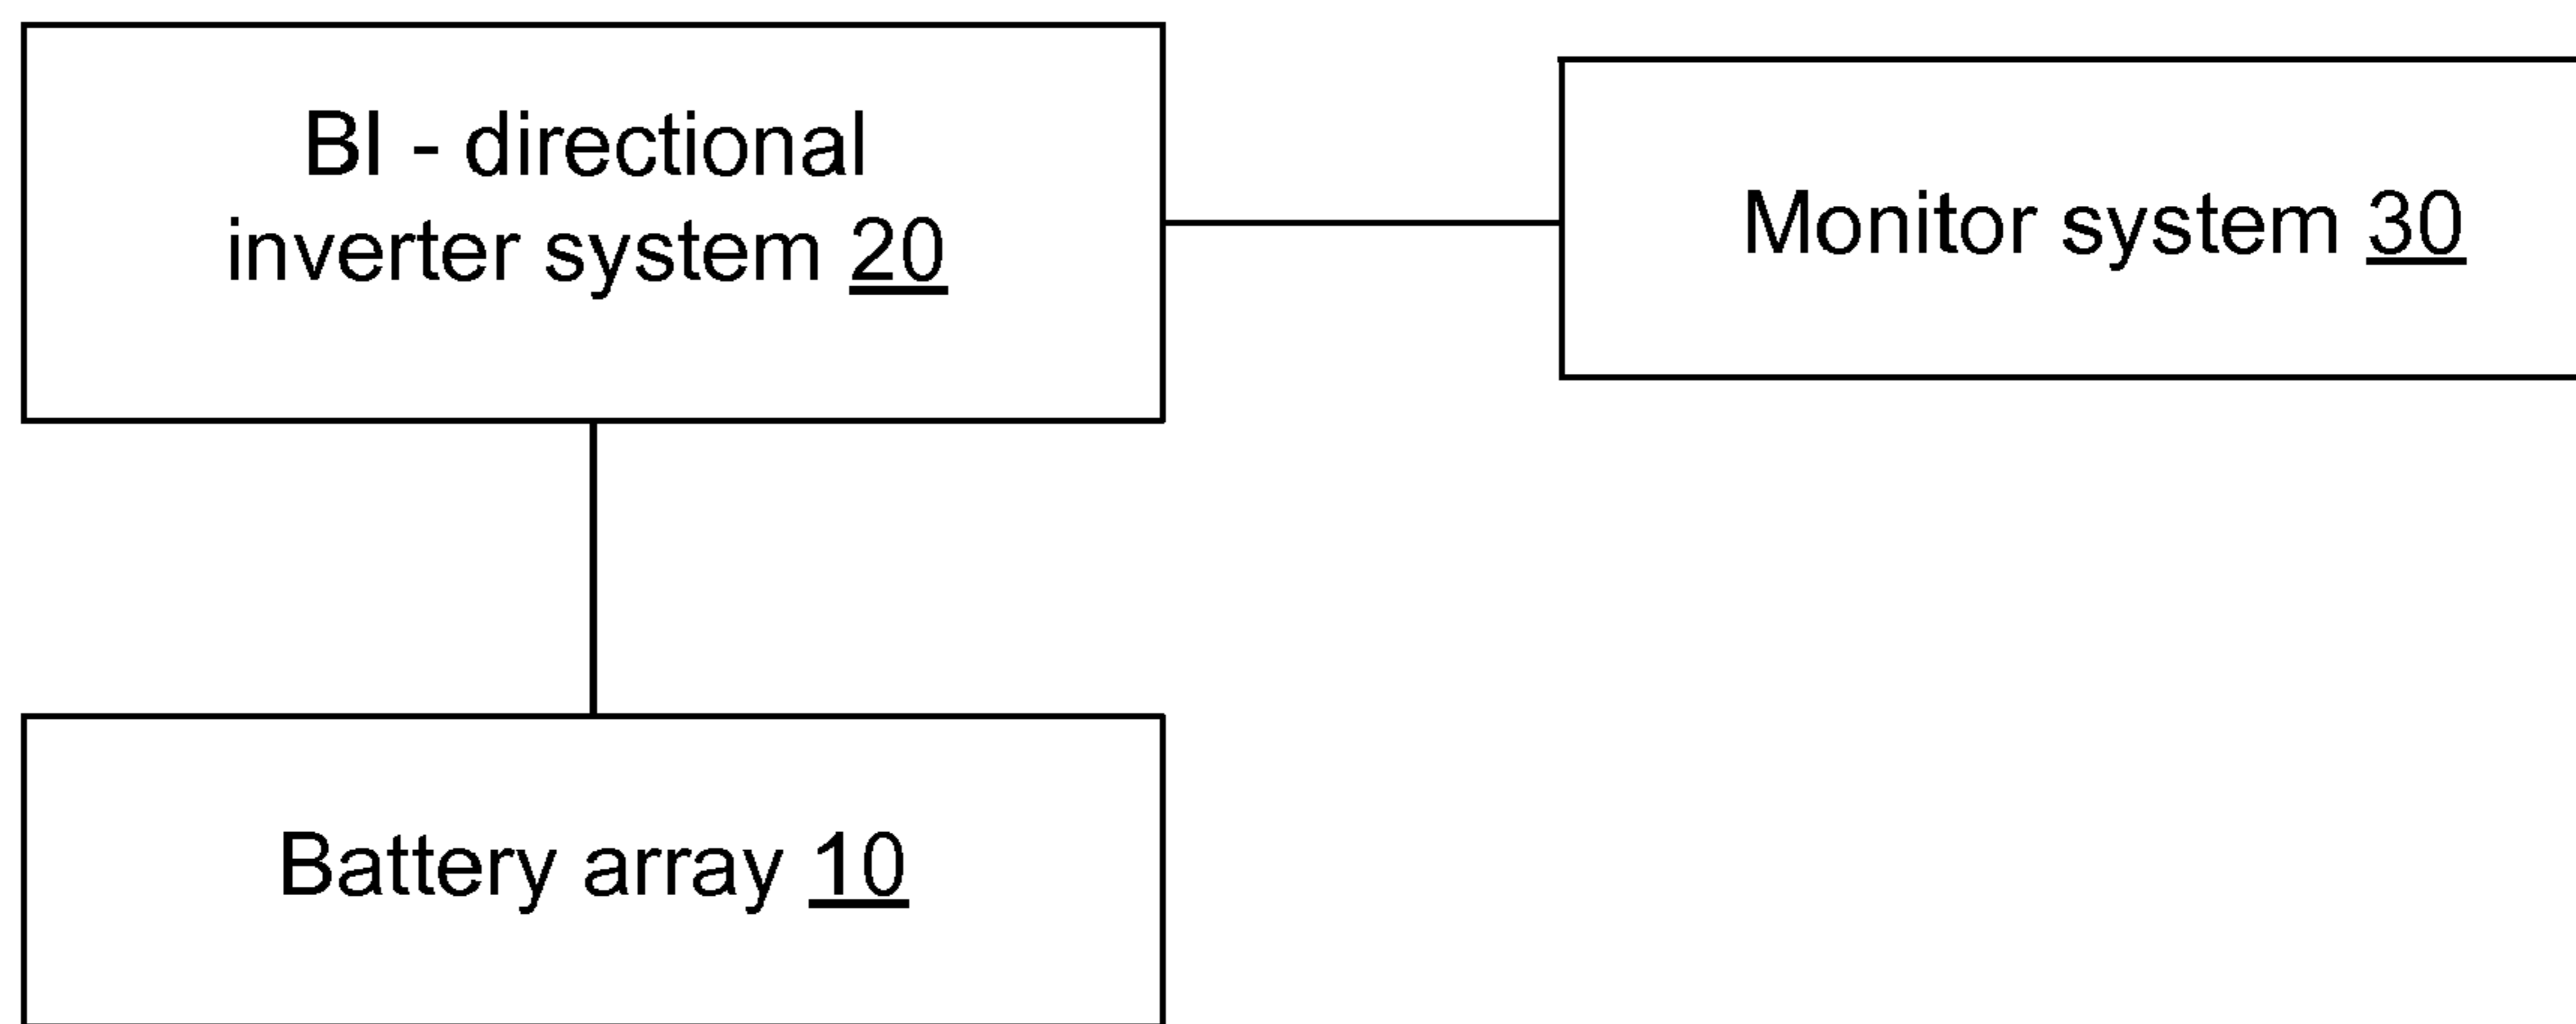 BI - directional
inverter system 20
Monitor system 30
Battery array 10